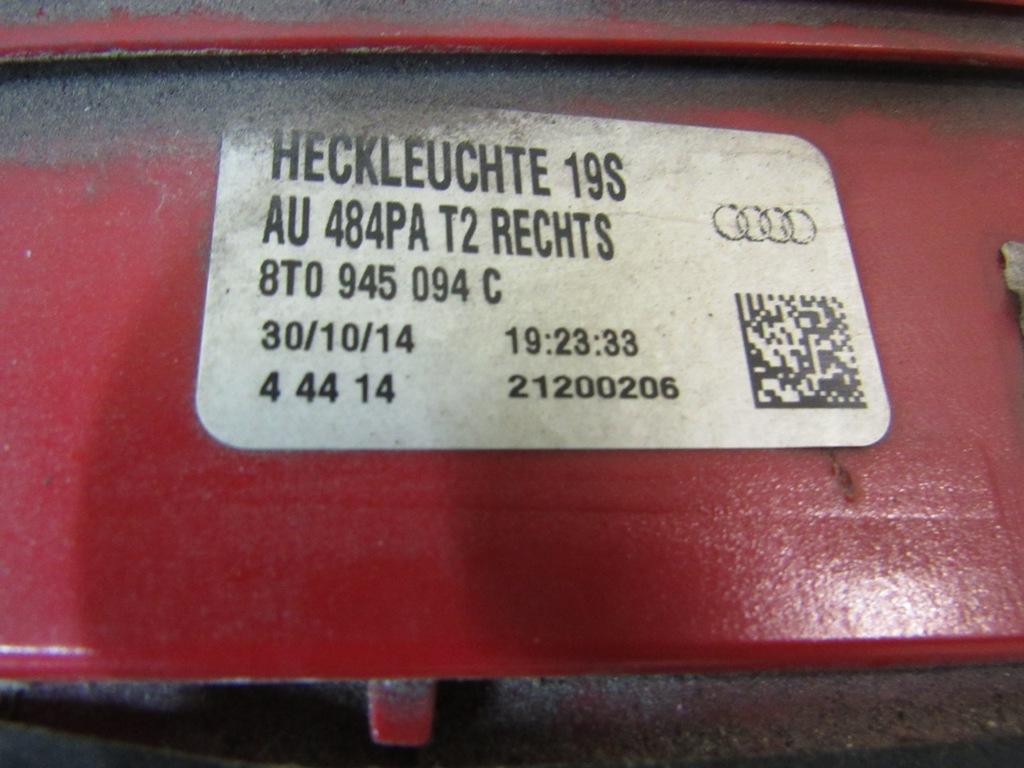 HECKLEUCHTE 19S
AU 484PA T2 RECHTS
8T0 945 094 C
30/10/14 19:23:33
4 44 14 21200206